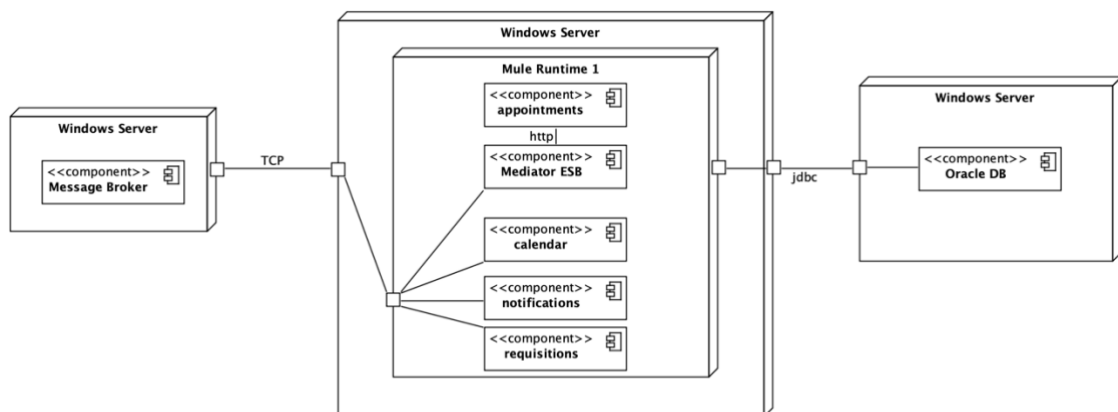 Windows Server
<<component>>
Message Broker
TCP
Windows Server
Mule Runtime 1
<<component>>
appointments
http
<<component>>
Mediator ESB
<<component>>
calendar
<<component>>
notifications
<<component>>
requisitions
jdbc
Windows Server
<<component>>
Oracle DB